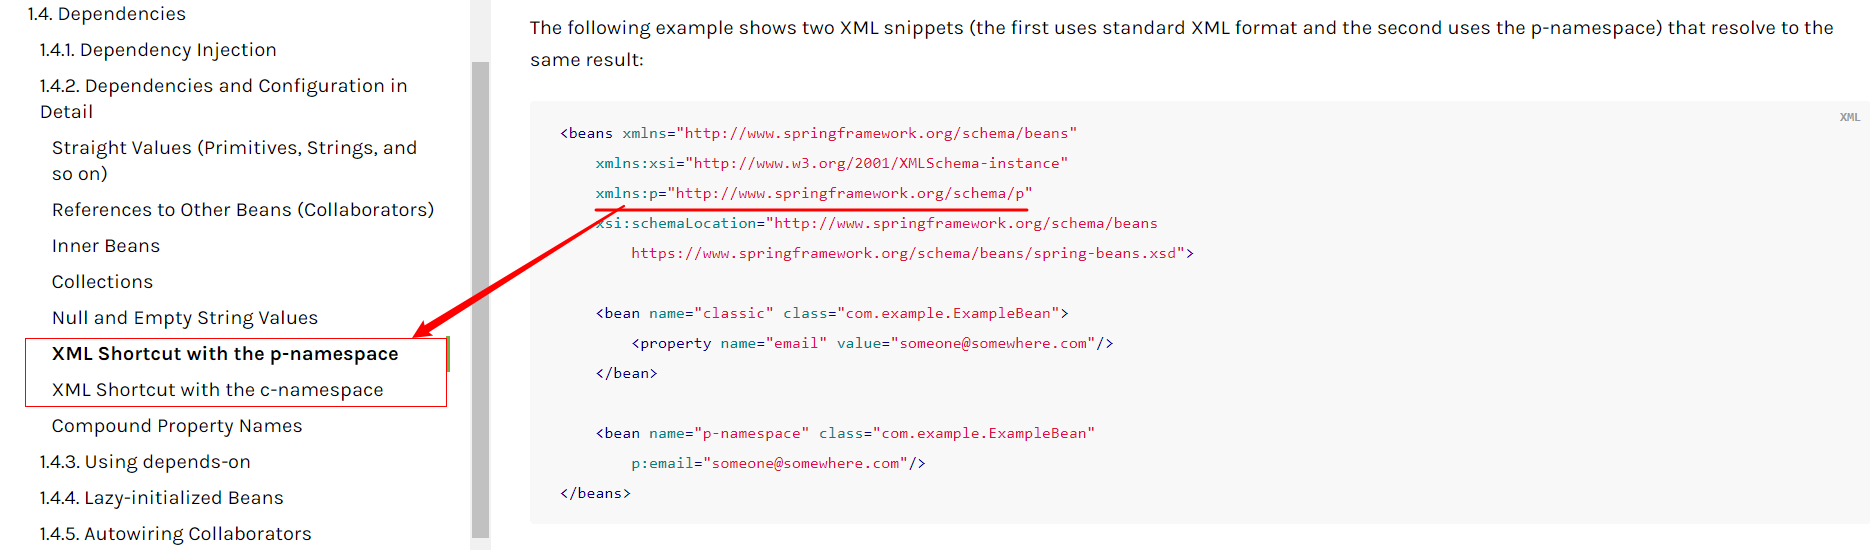 1.4. Dependencies
1.4.1. Dependency Injection
1.4.2. Dependencies and Configuration in
Detail
Straight Values (Primitives, Strings, and
so on)
References to Other Beans (Collaborators)
Inner Beans
Collections
Null and Empty String Values
XML Shortcut with the p-namespace
XML Shortcut with the c-namespace
Compound Property Names
1.4.3. Using depends-on
1.4.4. Lazy-initialized Beans
1.4.5. Autowiring Collaborators
The following example shows two XML snippets (the first uses standard XML format and the second uses the p-namespace) that resolve to the
same result:
XML
<beans xmlns="http://www.springframework.org/schema/beans"
    xmlns:xsi="http://www.w3.org/2001/XMLSchema-instance"
    xmlns:p="http://www.springframework.org/schema/p"
    xsi:schemaLocation="http://www.springframework.org/schema/beans
        https://www.springframework.org/schema/beans/spring-beans.xsd">
    <bean name="classic" class="com.example.ExampleBean">
        <property name="email" value="someone@somewhere.com"/>
    </bean>
    <bean name="p-namespace" class="com.example.ExampleBean"
        p:email="someone@somewhere.com"/>
</beans>